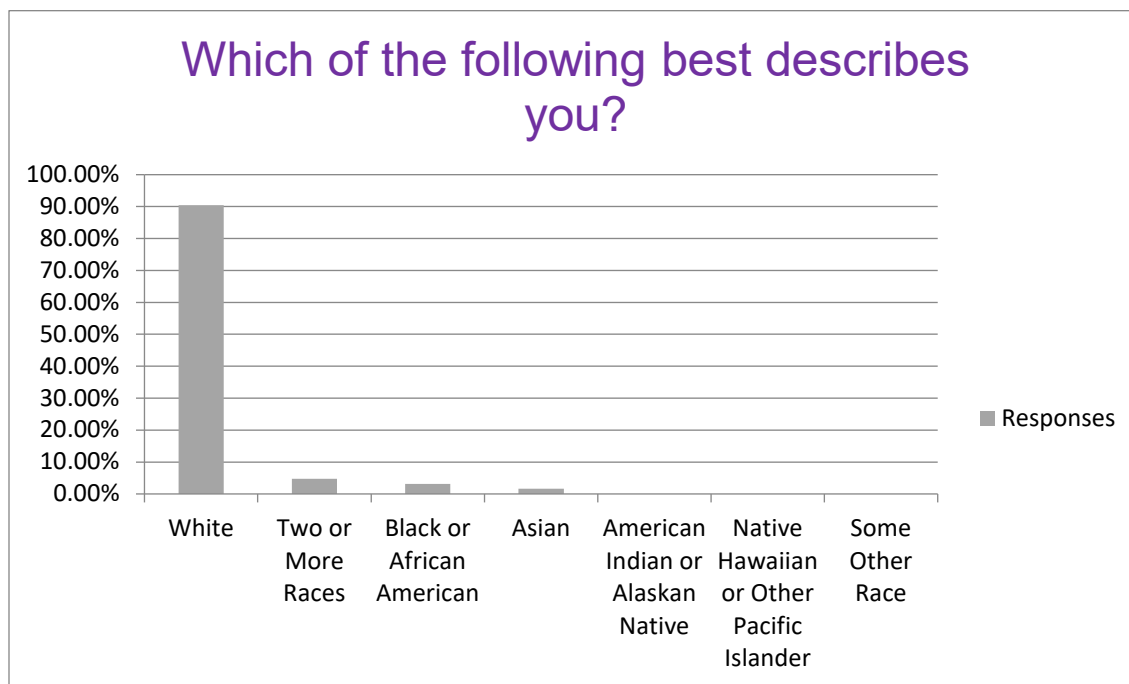 Which of the following best describes
you?
100.00%
90.00%
80.00%
70.00%
60.00%
50.00%
40.00%
30.00%
20.00%
10.00%
0.00%
White
Two or
More
Races
Black or
African
American
Asian
American
Indian or
Alaskan
Native
Native
Hawaiian
or Other
Pacific
Islander
Some
Other
Race
Responses